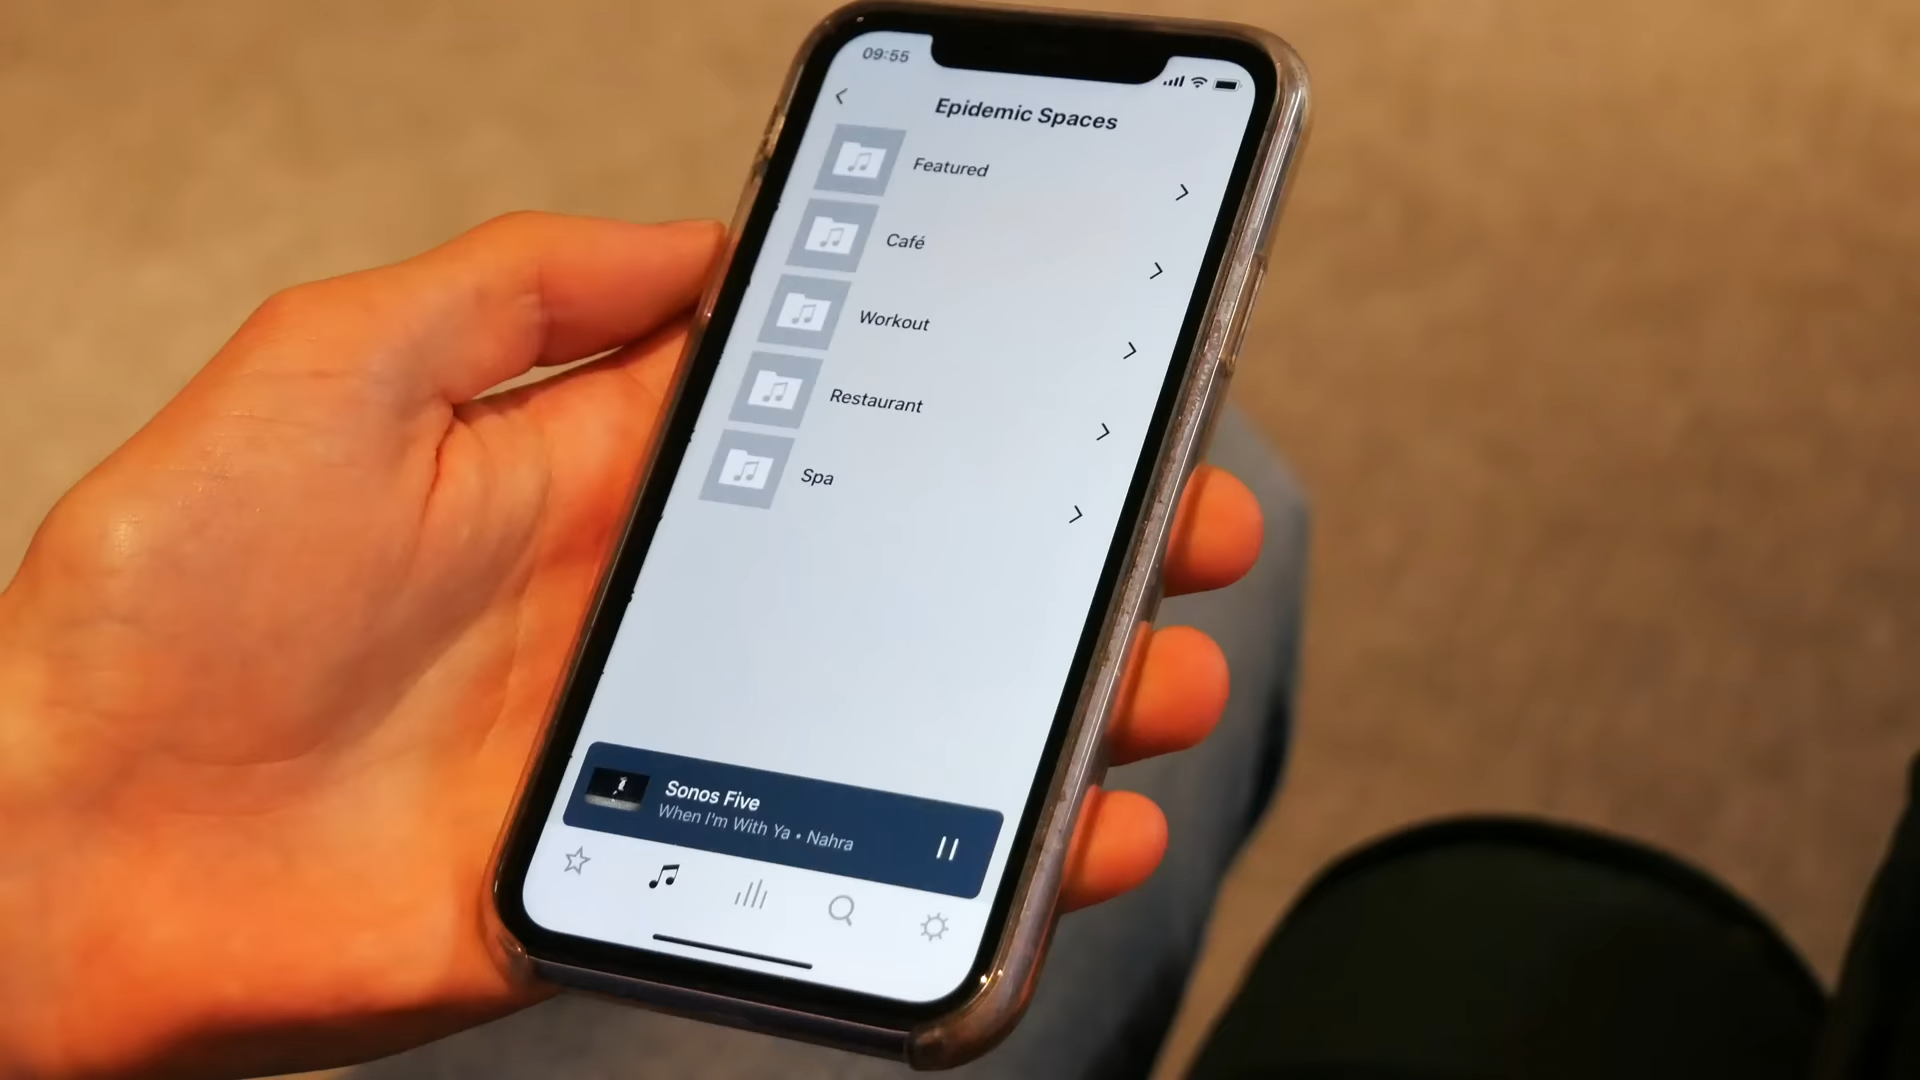 09:55
Epidemic Spaces
Featured
Café
Workout
Restaurant
Spa
Sonos Five
When I'm With Ya • Nahra